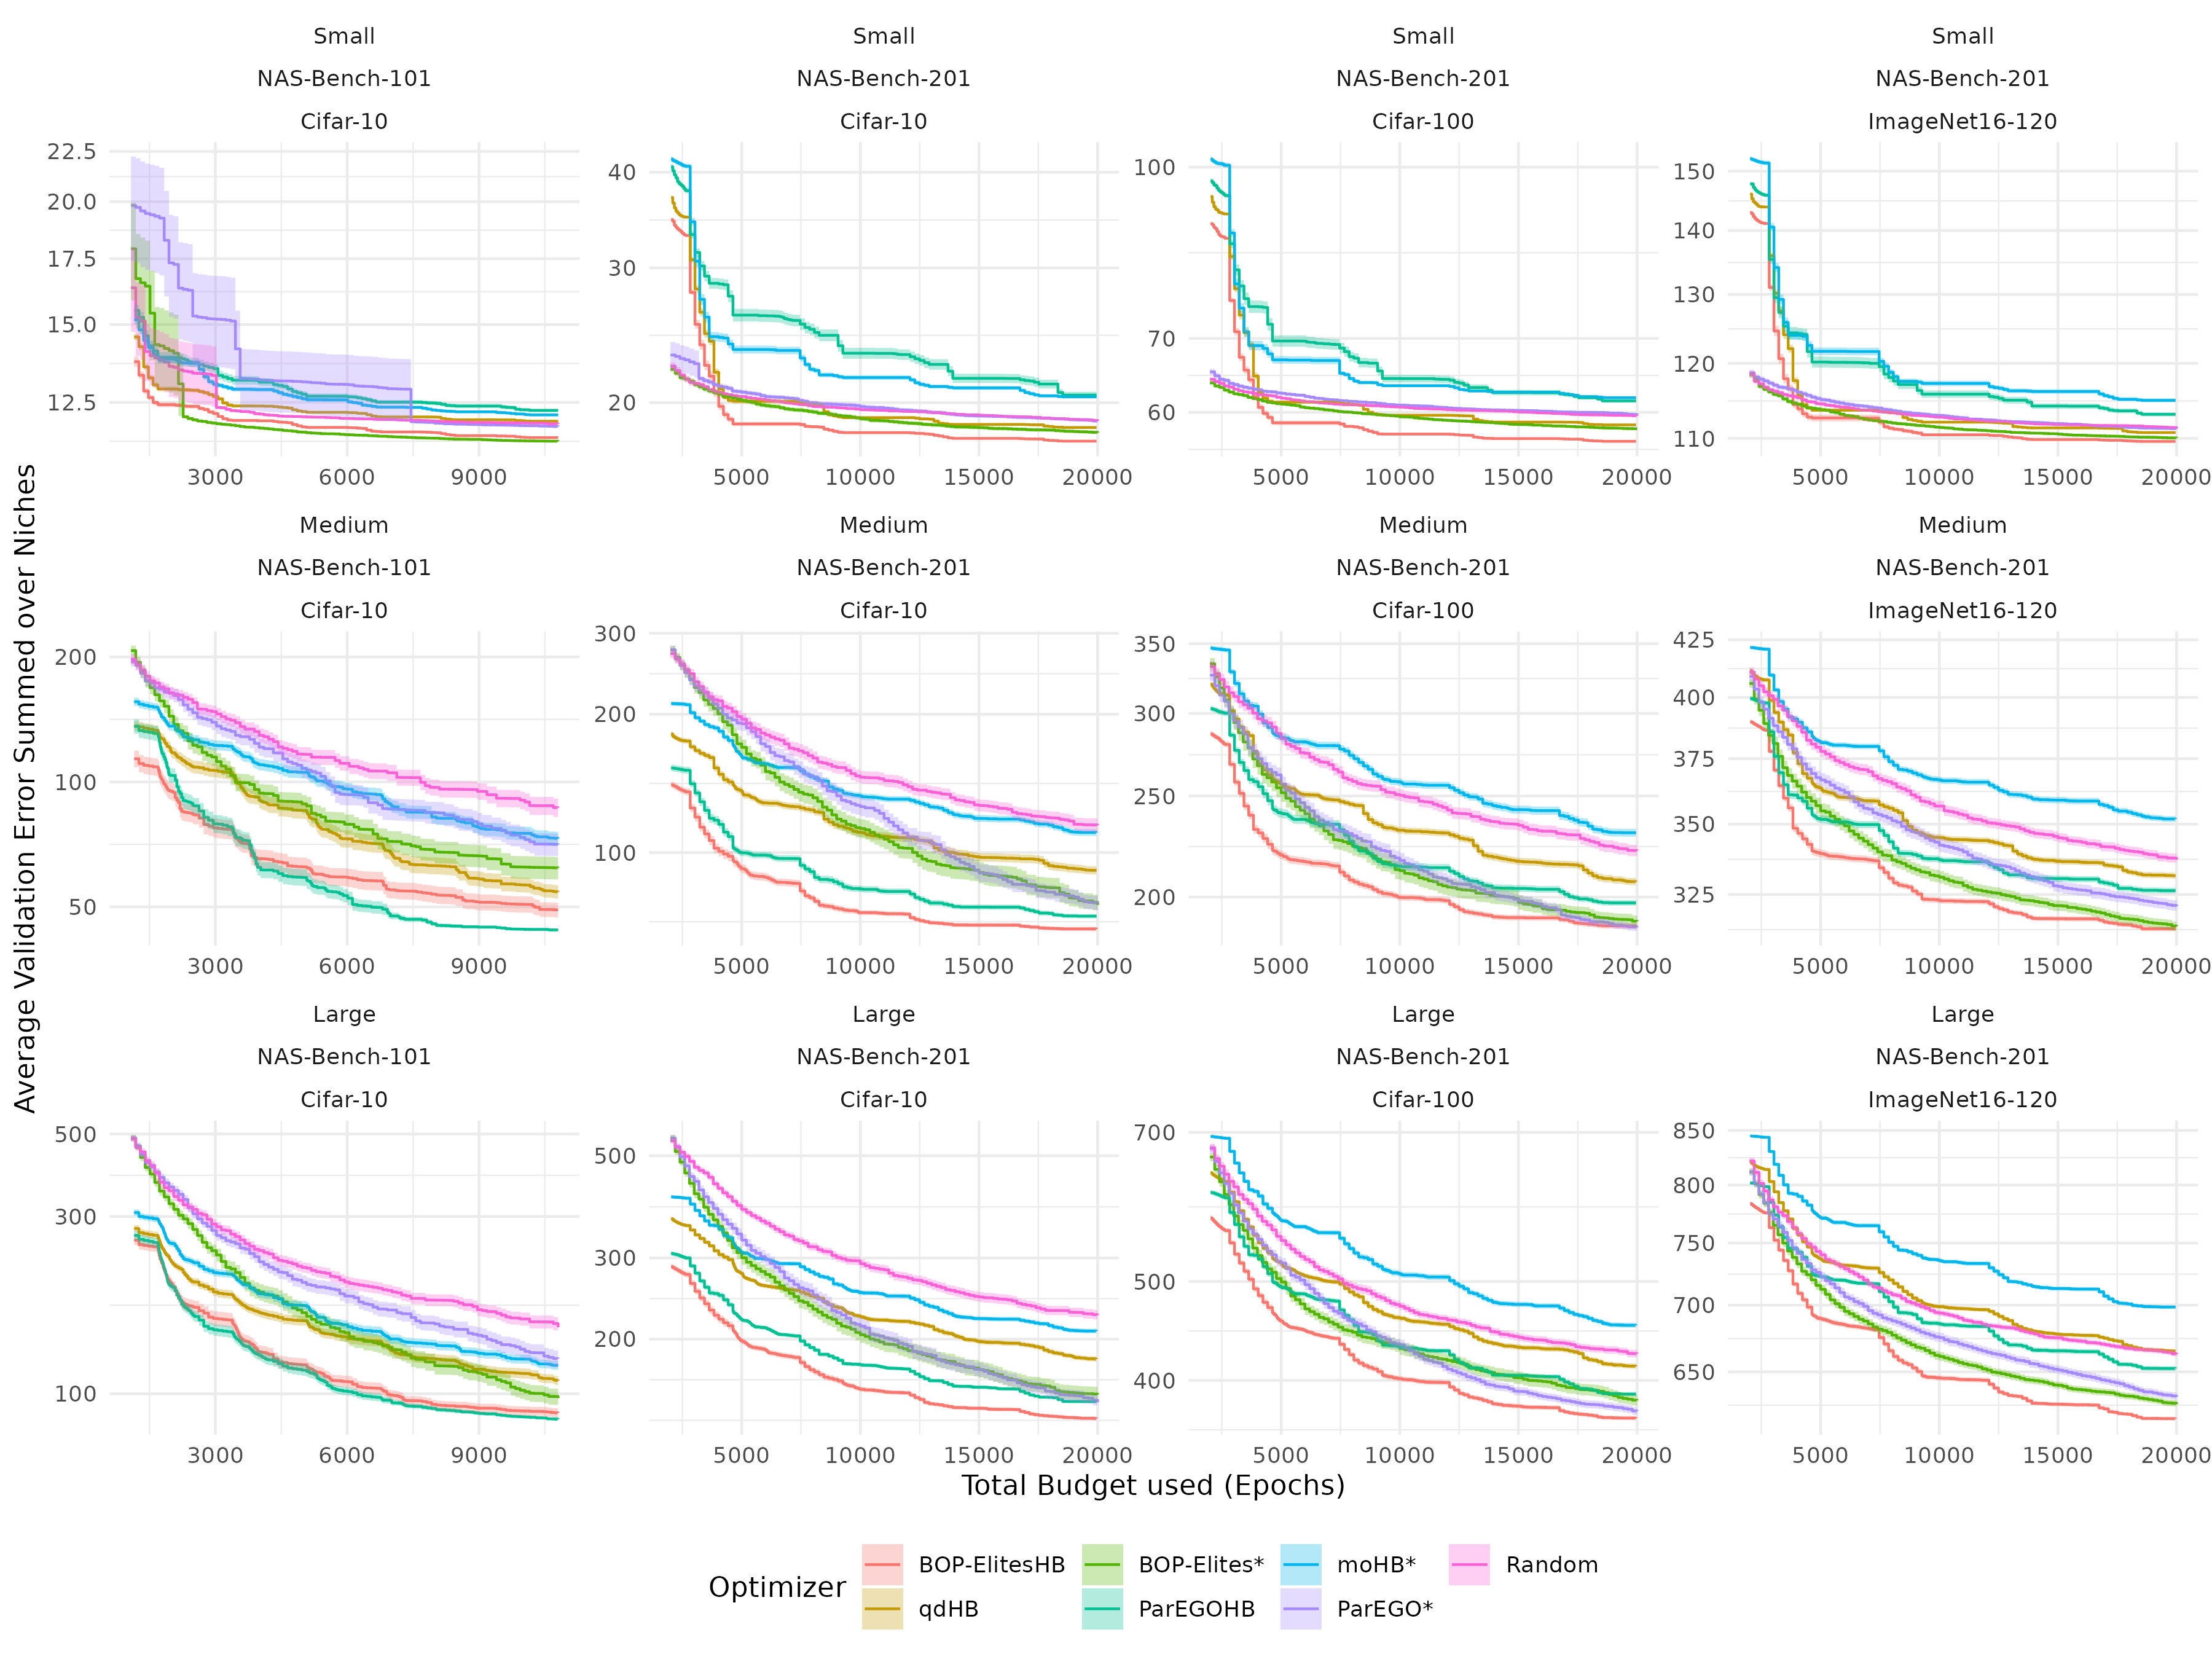 Small Small Small Small
NAS-Bench-101 NAS-Bench-201 NAS-Bench-201 NAS-Bench-201
Cifar-10 Cifar-10 Cifar-100 ImageNet16-120
22.5
20.0
17.5
15.0
12.5
40
30
20
100
70
60
150
140
130
120
110
3000 6000 9000 5000 10000 15000 20000 5000 10000 15000 20000 5000 10000 15000 20000
Average Validation Error Summed over Niches
Medium Medium Medium Medium
NAS-Bench-101 NAS-Bench-201 NAS-Bench-201 NAS-Bench-201
Cifar-10 Cifar-10 Cifar-100 ImageNet16-120
200
100
50
300
200
100
350
300
250
200
425
400
375
350
325
3000 6000 9000 5000 10000 15000 20000 5000 10000 15000 20000 5000 10000 15000 20000
Large Large Large Large
NAS-Bench-101 NAS-Bench-201 NAS-Bench-201 NAS-Bench-201
Cifar-10 Cifar-10 Cifar-100 ImageNet16-120
500
300
100
500
300
200
700
500
400
850
800
750
700
650
3000 6000 9000 5000 10000 15000 20000 5000 10000 15000 20000 5000 10000 15000 20000
Total Budget used (Epochs)
Optimizer
BOP-ElitesHB BOP-Elites* moHB* Random
qdHB ParEGOHB ParEGO*